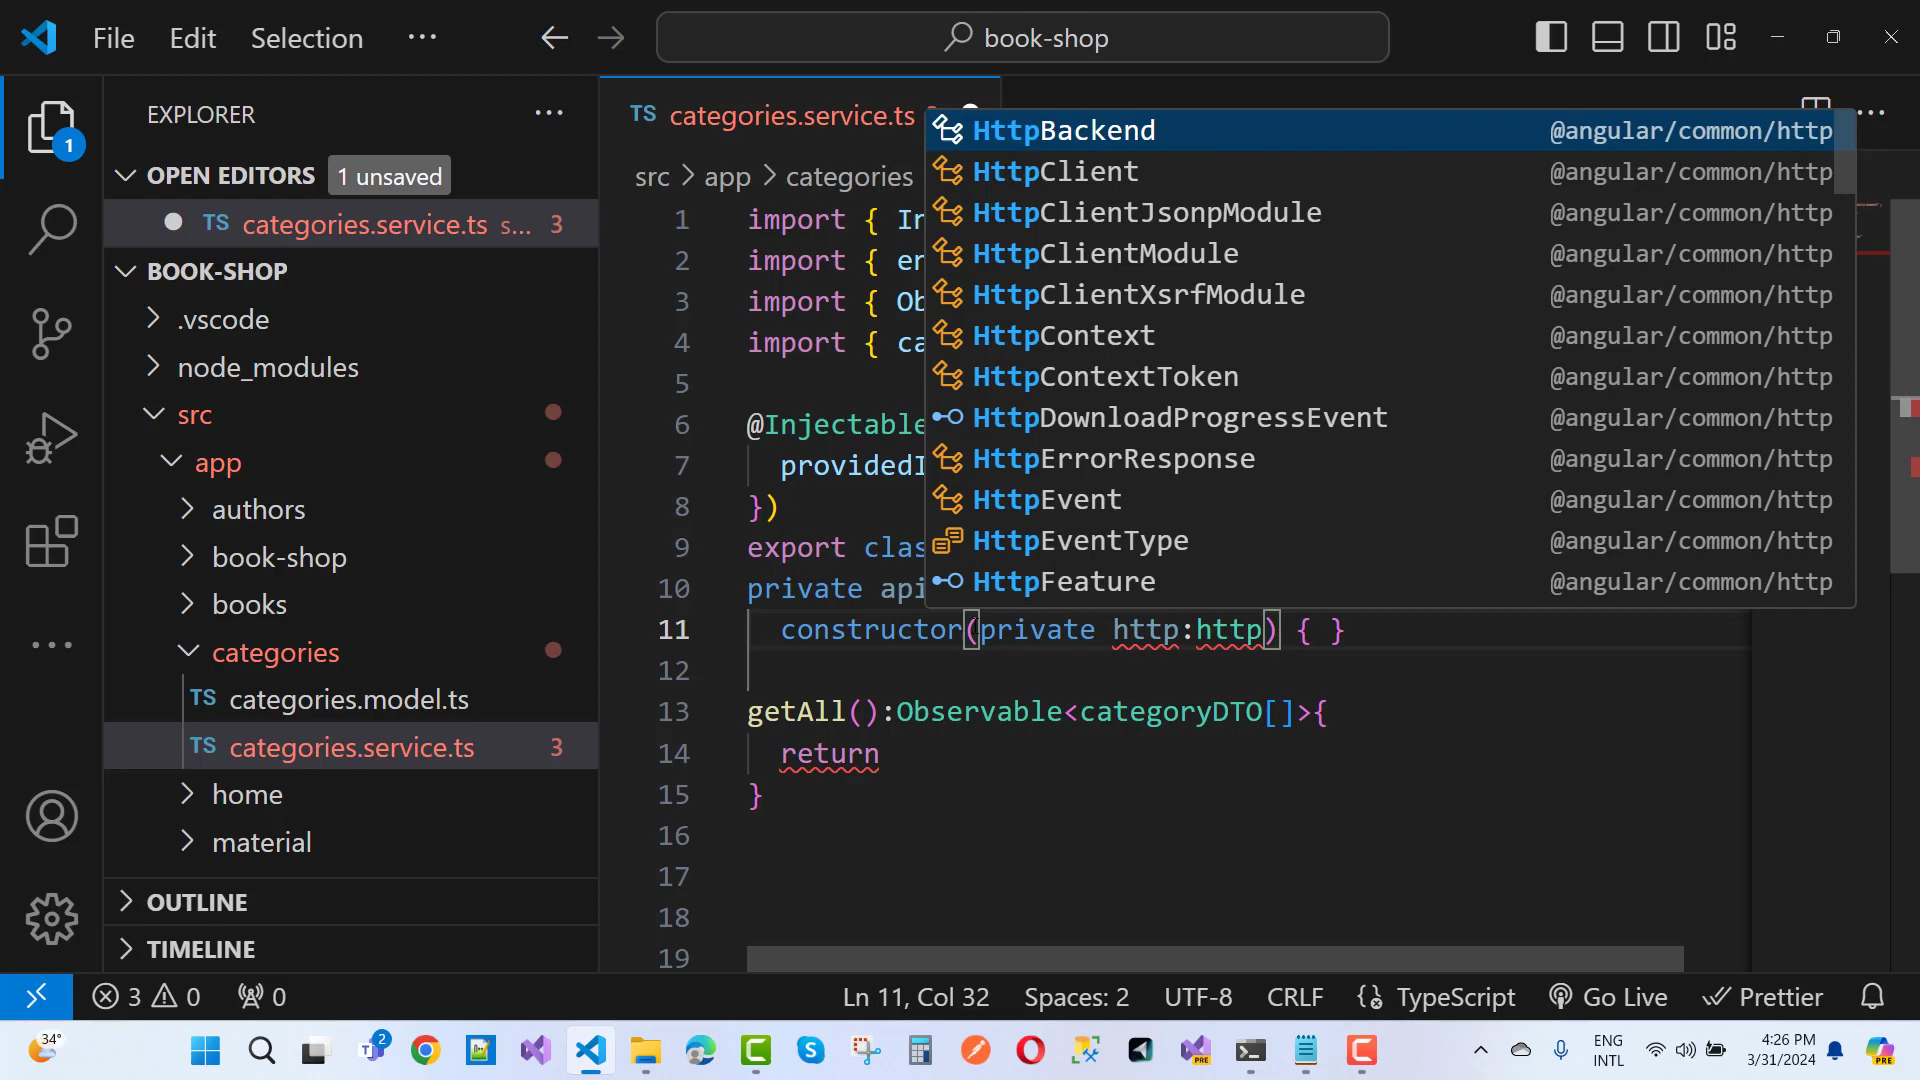 File Edit Selection ···
book-shop
EXPLORER
OPEN EDITORS 1 unsaved
TS categories.service.ts s... 3
BOOK-SHOP
.vscode
node_modules
src
app
authors
book-shop
books
categories
TS categories.model.ts
TS categories.service.ts 3
home
material
OUTLINE
TIMELINE
1
TS categories.service.ts
src > app > categories
1 import { In
2 import { en
3 import { Ob
4 import { ca
5
6 @Injectable
7 providedI
8 })
9 export clas
10 private api
11 constructor(private http:http) { }
12
13 getAll():Observable<categoryDTO[]>{
14 return
15 }
16
17
18
19
HttpBackend @angular/common/http
HttpClient @angular/common/http
HttpClientJsonpModule @angular/common/http
HttpClientModule @angular/common/http
HttpClientXsrfModule @angular/common/http
HttpContext @angular/common/http
HttpContextToken @angular/common/http
HttpDownloadProgressEvent @angular/common/http
HttpErrorResponse @angular/common/http
HttpEvent @angular/common/http
HttpEventType @angular/common/http
HttpFeature @angular/common/http
3 0 0 Ln 11, Col 32 Spaces: 2 UTF-8 CRLF TypeScript Go Live Prettier
34° 2 PRE ENG INTL 4:26 PM 3/31/2024 PRE